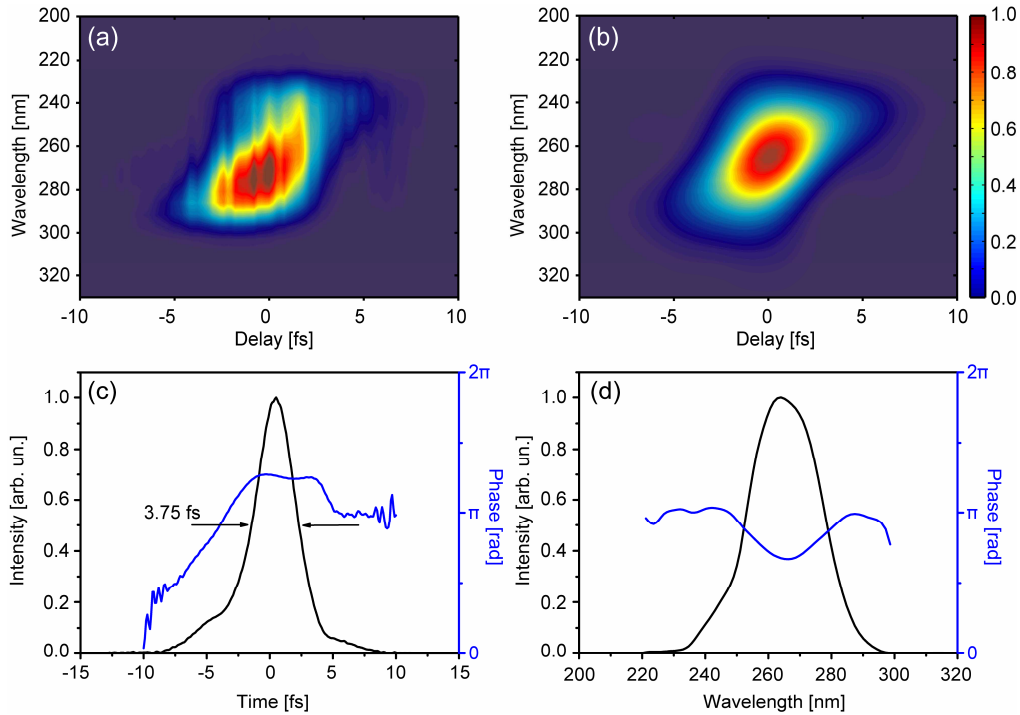 (a)
200
220
240
260
280
300
320
Wavelength [nm]
-10 -5 0 5 10
Delay [fs]
(b)
200
220
240
260
280
300
320
Wavelength [nm]
-10 -5 0 5 10
Delay [fs]
1.0
0.8
0.6
0.4
0.2
0.0
(c)
1.0
0.8
0.6
0.4
0.2
0.0
Intensity [arb. un.]
3.75 fs
2π
π
0
Phase [rad]
-15 -10 -5 0 5 10 15
Time [fs]
(d)
1.0
0.8
0.6
0.4
0.2
0.0
Intensity [arb. un.]
2π
π
0
Phase [rad]
200 220 240 260 280 300 320
Wavelength [nm]